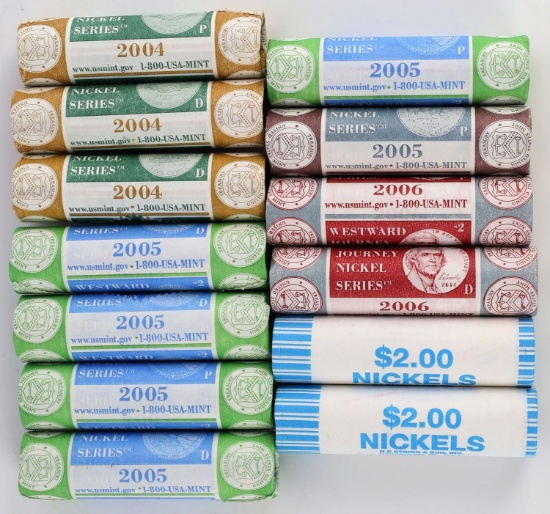 NICKEL
SERIES™
P
2004
www.usmint.gov • 1-800-USA-MINT
NICKEL
SERIES™
D
2004
www.usmint.gov • 1-800-USA-MINT
NICKEL
SERIES™
D
2004
www.usmint.gov • 1-800-USA-MINT
2005
www.usmint.gov • 1-800-USA-MINT
WESTWARD
SERIES
2005
www.usmint.gov • 1-800-USA-MINT
WESTWARD
SERIES
P
2005
www.usmint.gov • 1-800-USA-MINT
NICKEL
SERIES™
D
2005
www.usmint.gov • 1-800-USA-MINT
SERIES™
P
2005
www.usmint.gov • 1-800-USA-MINT
NICKEL
SERIES™
P
2005
www.usmint.gov • 1-800-USA-MINT
2006
www.usmint.gov • 1-800-USA-MINT
WESTWARD
JOURNEY
JOURNEY
NICKEL
SERIES™
D
2006
$2.00
NICKELS
$2.00
NICKELS